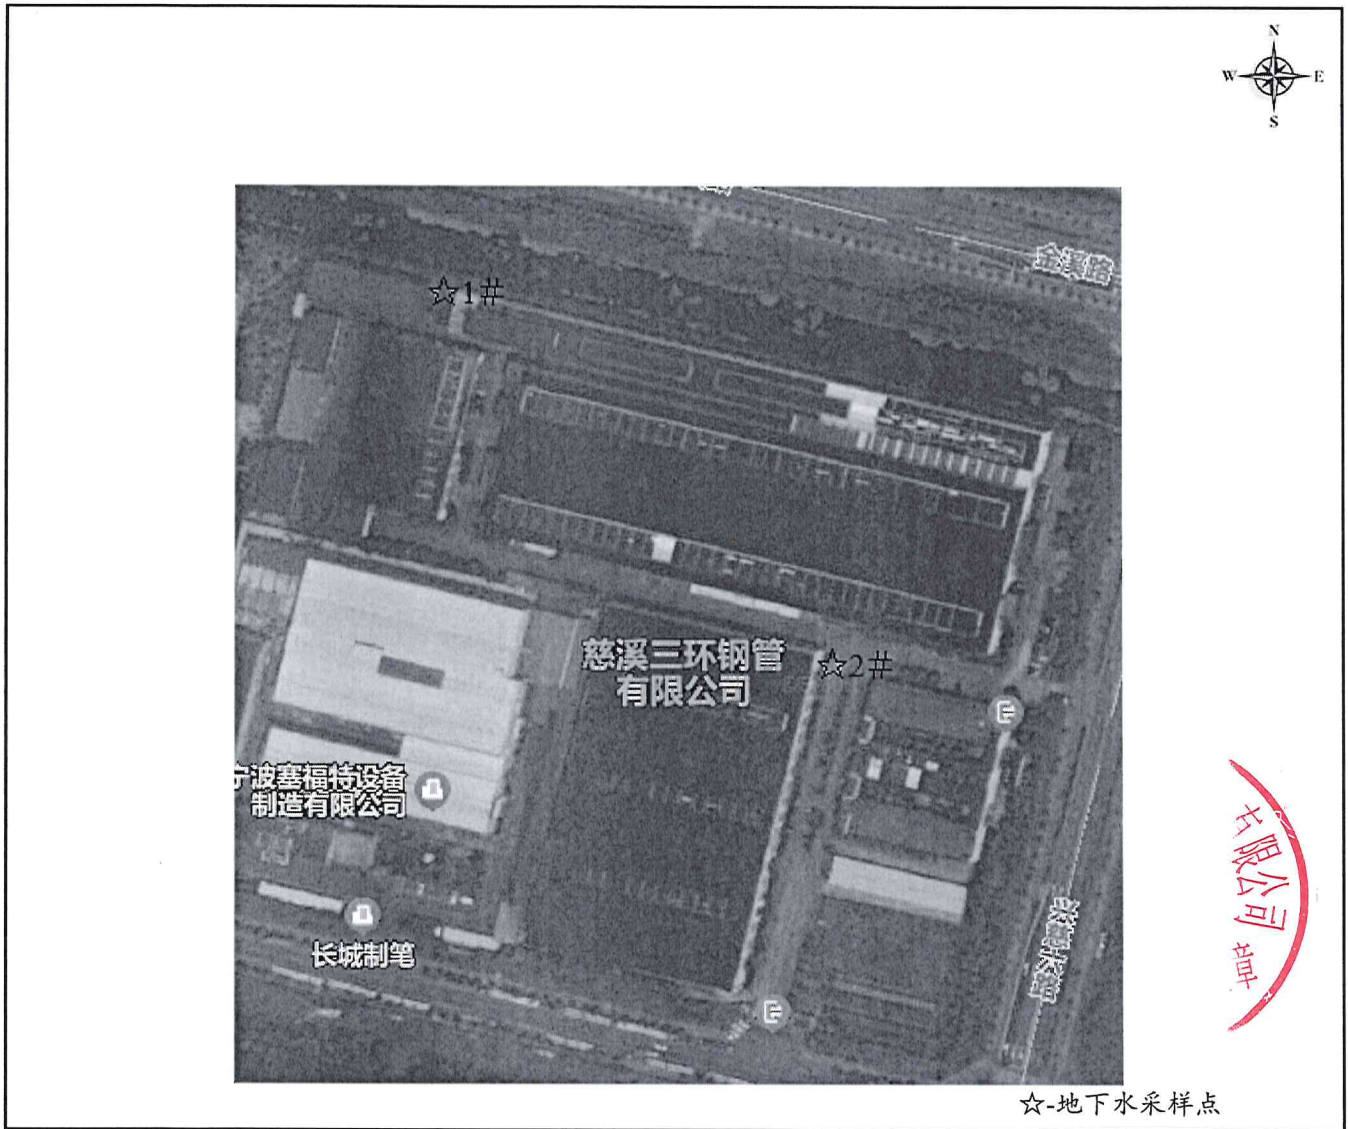 N
W E
S
金溪路
☆1#
慈溪三环钢管
有限公司
☆2#
宁波塞福特设备
制造有限公司
长城制笔
有限公司
章
☆-地下水采样点